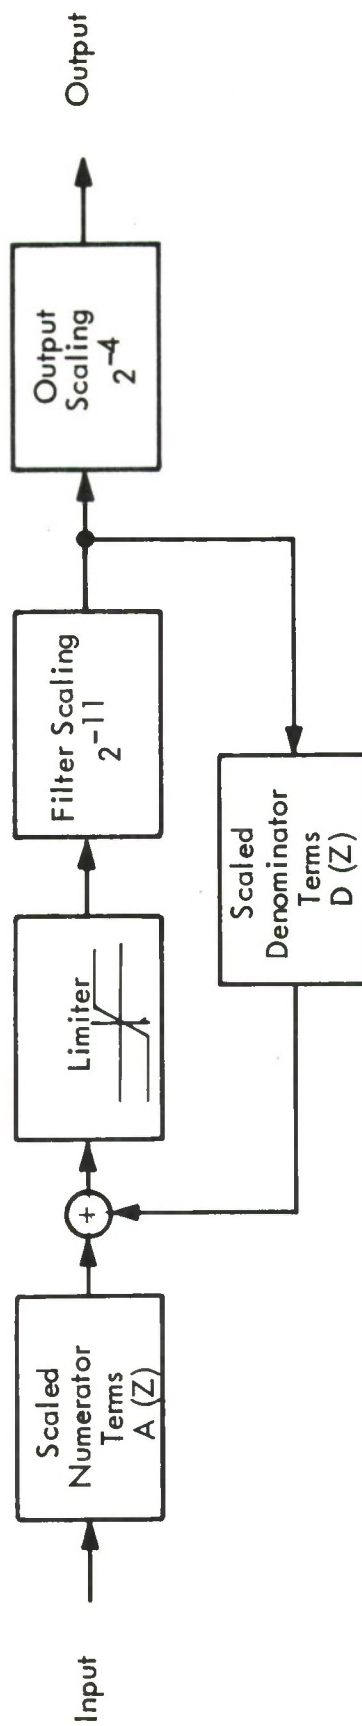 Input
Scaled
Numerator
Terms
A (Z)
+
Limiter
Filter Scaling
2^-11
Output
Scaling
2^-4
Output
Scaled
Denominator
Terms
D (Z)